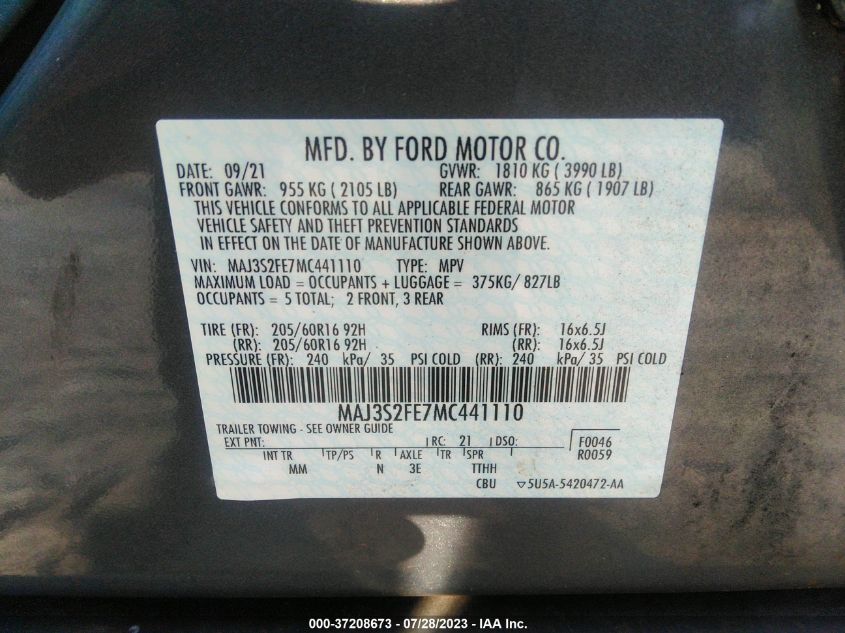 MFD. BY FORD MOTOR CO.
DATE: 09/21 GVWR: 1810 KG ( 3990 LB)
FRONT GAWR: 955 KG ( 2105 LB) REAR GAWR: 865 KG ( 1907 LB)
THIS VEHICLE CONFORMS TO ALL APPLICABLE FEDERAL MOTOR
VEHICLE SAFETY AND THEFT PREVENTION STANDARDS
IN EFFECT ON THE DATE OF MANUFACTURE SHOWN ABOVE.
VIN: MAJ3S2FE7MC441110 TYPE: MPV
MAXIMUM LOAD = OCCUPANTS + LUGGAGE = 375KG/ 827LB
OCCUPANTS = 5 TOTAL; 2 FRONT, 3 REAR
TIRE (FR): 205/60R16 92H RIMS (FR): 16x6.5J
(RR): 205/60R16 92H (RR): 16x6.5J
PRESSURE (FR): 240 kPa/ 35 PSI COLD (RR): 240 kPa/ 35 PSI COLD
MAJ3S2FE7MC441110
TRAILER TOWING - SEE OWNER GUIDE
EXT PNT: RC: 21 DSO: F0046
INT TR TP/PS R AXLE TR SPR R0059
MM N 3E TTHH
CBU ▽5U5A-5420472-AA
000-37208673 - 07/28/2023 - IAA Inc.